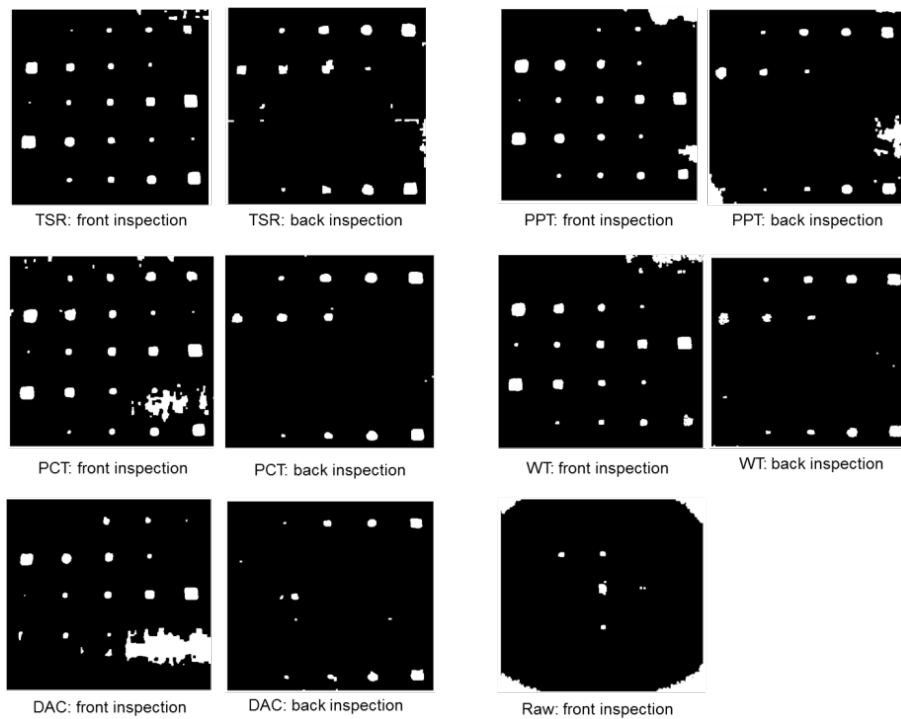 TSR: front inspection
TSR: back inspection
PPT: front inspection
PPT: back inspection
PCT: front inspection
PCT: back inspection
WT: front inspection
WT: back inspection
DAC: front inspection
DAC: back inspection
Raw: front inspection